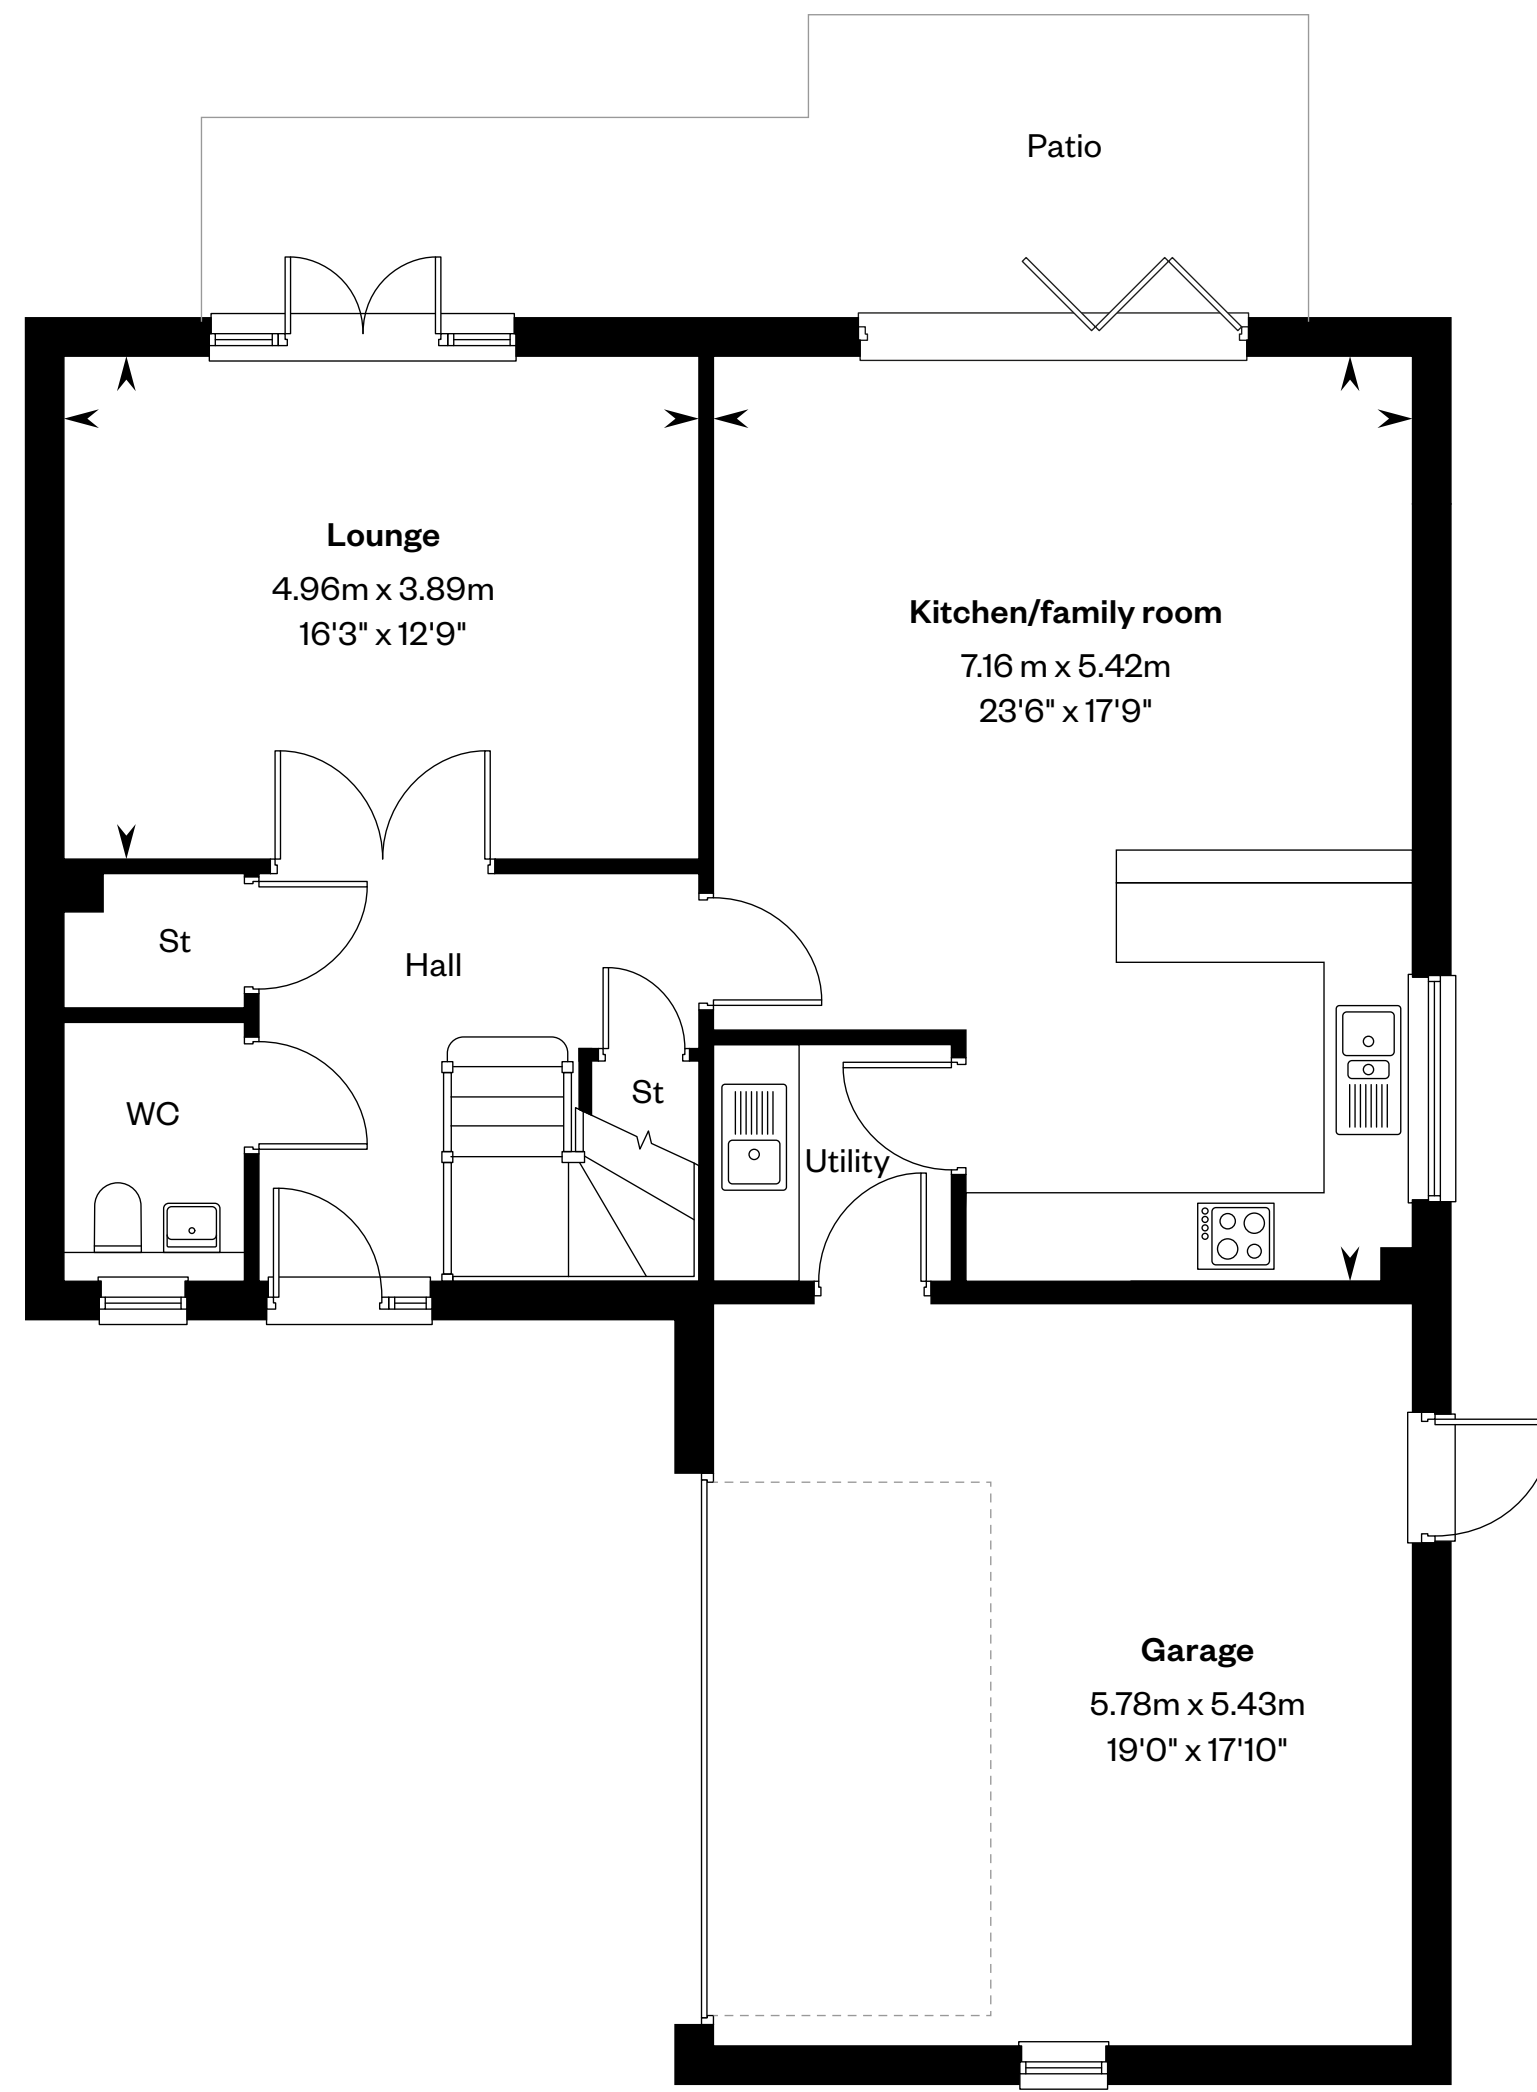 Patio
Lounge
4.96m x 3.89m
16'3" x 12'9"
Kitchen/family room
7.16 m x 5.42m
23'6" x 17'9"
St
Hall
St
WC
Utility
Garage
5.78m x 5.43m
19'0" x 17'10"